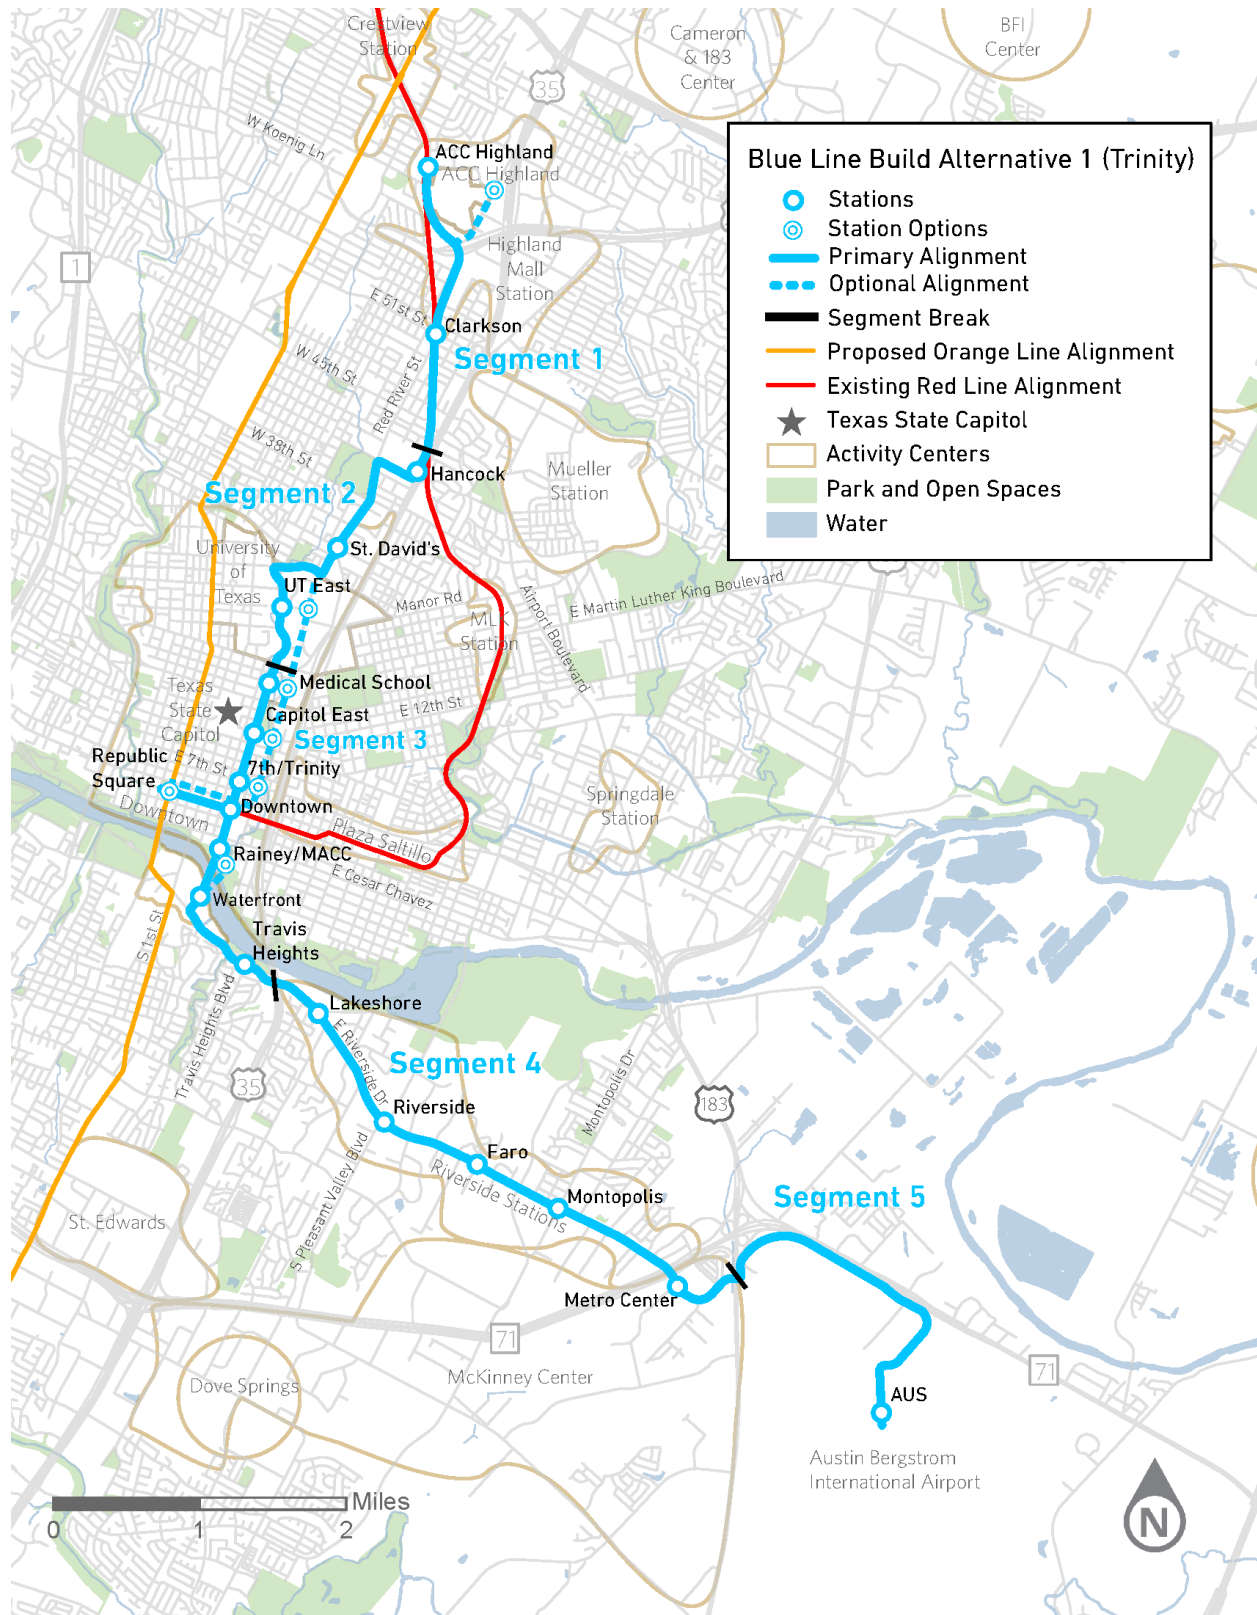 Crestview
Station
Cameron
& 183
Center
BFI
Center
35
W Koenig Ln
ACC Highland
ACC Highland
Blue Line Build Alternative 1 (Trinity)
Stations
Station Options
Primary Alignment
Optional Alignment
Segment Break
Proposed Orange Line Alignment
Existing Red Line Alignment
Texas State Capitol
Activity Centers
Park and Open Spaces
Water
1
Highland
Mall
Station
E 51st St
Clarkson
Segment 1
W 45th St
Red River St
W 38th St
Hancock
Mueller
Station
Segment 2
St. David's
University
of
Texas
UT East
Manor Rd
MLK
Station
Airport Boulevard
E Martin Luther King Boulevard
Medical School
Texas
State
Capitol
E 12th St
Capitol East
Segment 3
Republic
Square
E 7th St
7th/Trinity
Downtown
Downtown
Springdale
Station
Plaza Saltillo
Rainey/MACC
E Cesar Chavez
Waterfront
S 1st St
Travis
Heights
Travis Heights Blvd
Lakeshore
E Riverside Dr
Segment 4
35
Montopolis Dr
183
Riverside
S Pleasant Valley Blvd
Faro
Riverside Stations
Montopolis
Segment 5
St. Edwards
Metro Center
71
McKinney Center
71
Dove Springs
AUS
Austin Bergstrom
International Airport
Miles
0 1 2
N